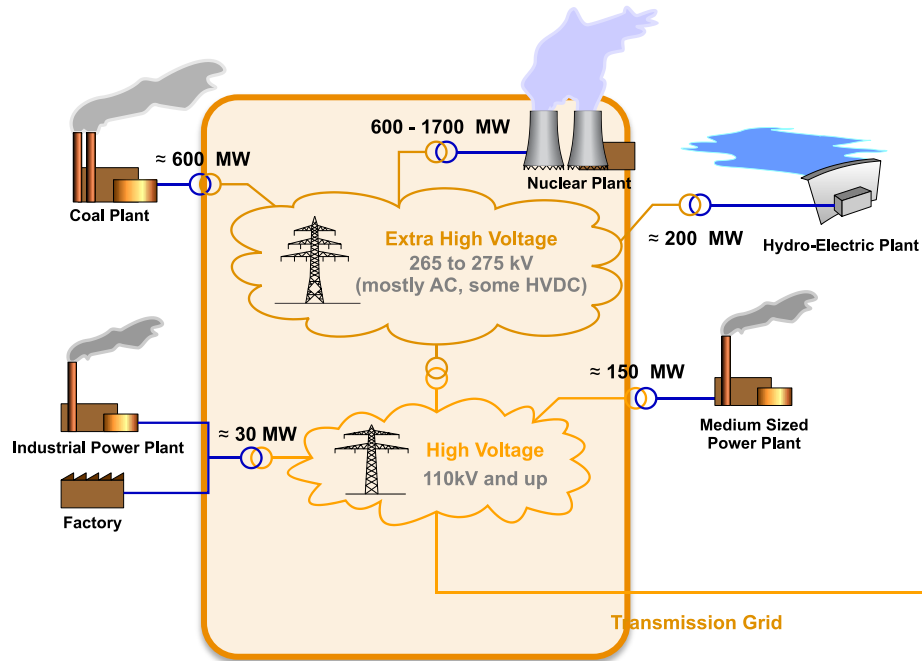 600 - 1700 MW
≈ 600 MW
Coal Plant
Nuclear Plant
≈ 200 MW
Hydro-Electric Plant
Extra High Voltage
265 to 275 kV
(mostly AC, some HVDC)
≈ 150 MW
Medium Sized
Power Plant
Industrial Power Plant
≈ 30 MW
Factory
High Voltage
110kV and up
Transmission Grid